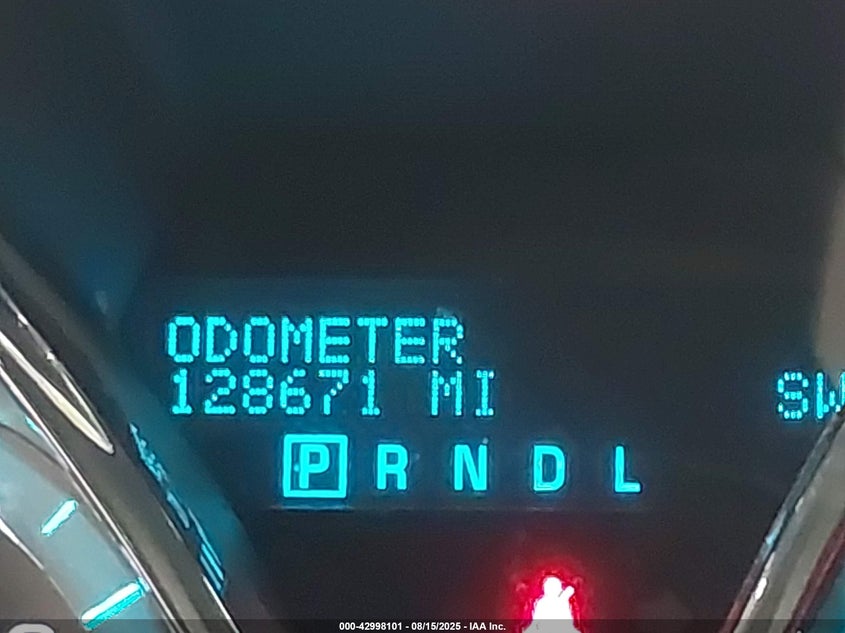 ODOMETER
128671 MI
SW
P R N D L
000-42998101 - 08/15/2025 - IAA Inc.